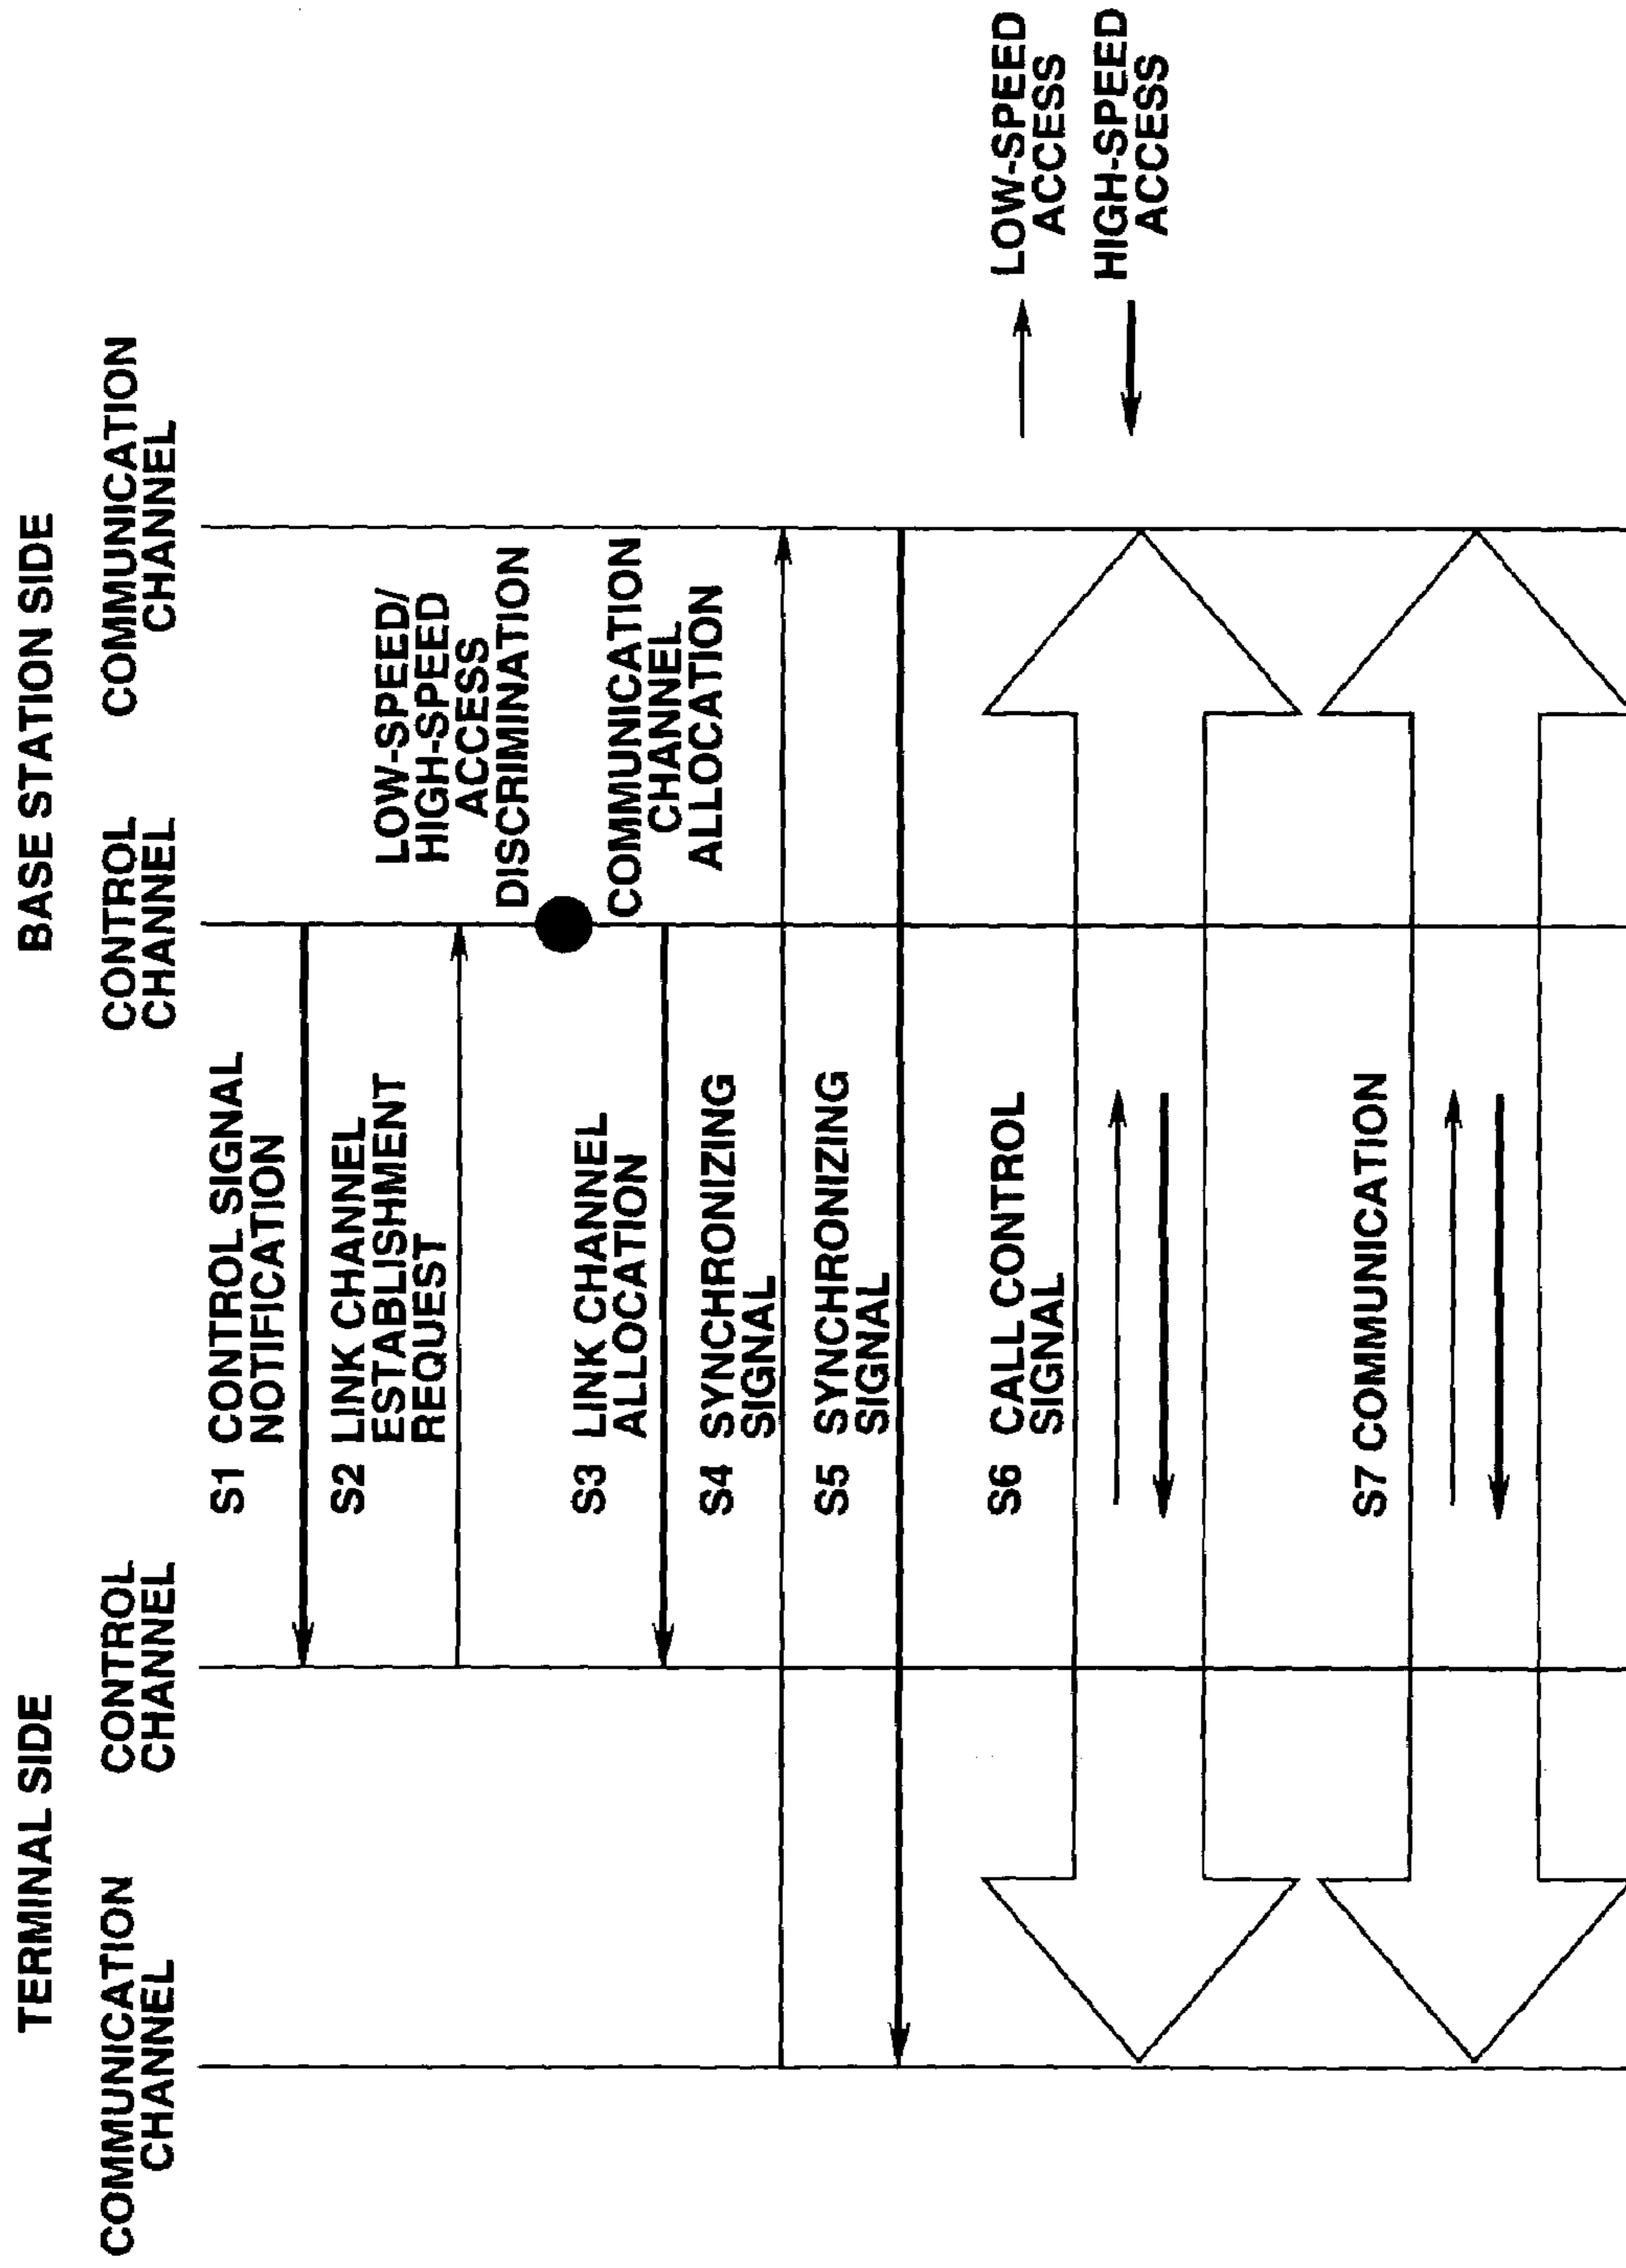 TERMINAL SIDE
BASE STATION SIDE
COMMUNICATION
CHANNEL
CONTROL
CHANNEL
CONTROL
CHANNEL
COMMUNICATION
CHANNEL
S1 CONTROL SIGNAL
NOTIFICATION
S2 LINK CHANNEL
ESTABLISHMENT
REQUEST
LOW-SPEED/
HIGH-SPEED
ACCESS
DISCRIMINATION
S3 LINK CHANNEL
ALLOCATION
COMMUNICATION
CHANNEL
ALLOCATION
S4 SYNCHRONIZING
SIGNAL
S5 SYNCHRONIZING
SIGNAL
S6 CALL CONTROL
SIGNAL
S7 COMMUNICATION
LOW-SPEED
ACCESS
HIGH-SPEED
ACCESS